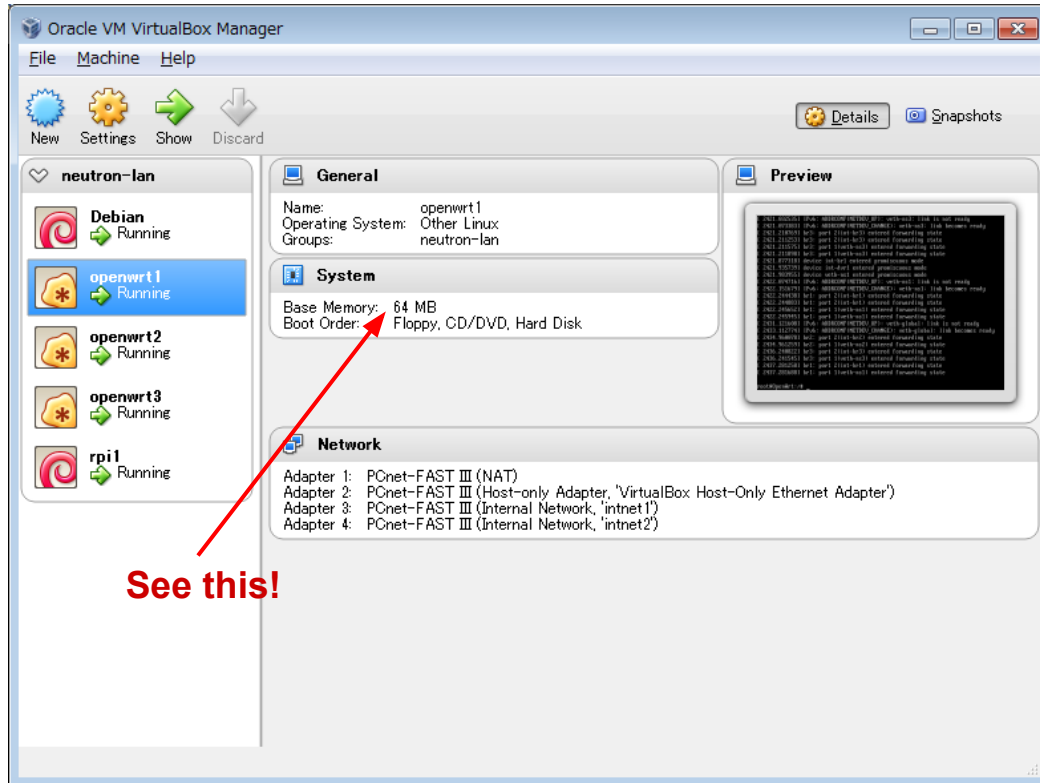 Oracle VM VirtualBox Manager
File Machine Help
New Settings Show Discard
Details Snapshots
neutron-lan
Debian
Running
openwrt1
Running
openwrt2
Running
openwrt3
Running
rpi1
Running
General
Name: openwrt1
Operating System: Other Linux
Groups: neutron-lan
System
Base Memory: 64 MB
Boot Order: Floppy, CD/DVD, Hard Disk
Preview
Network
Adapter 1: PCnet-FAST III (NAT)
Adapter 2: PCnet-FAST III (Host-only Adapter, 'VirtualBox Host-Only Ethernet Adapter')
Adapter 3: PCnet-FAST III (Internal Network, 'intnet1')
Adapter 4: PCnet-FAST III (Internal Network, 'intnet2')
See this!